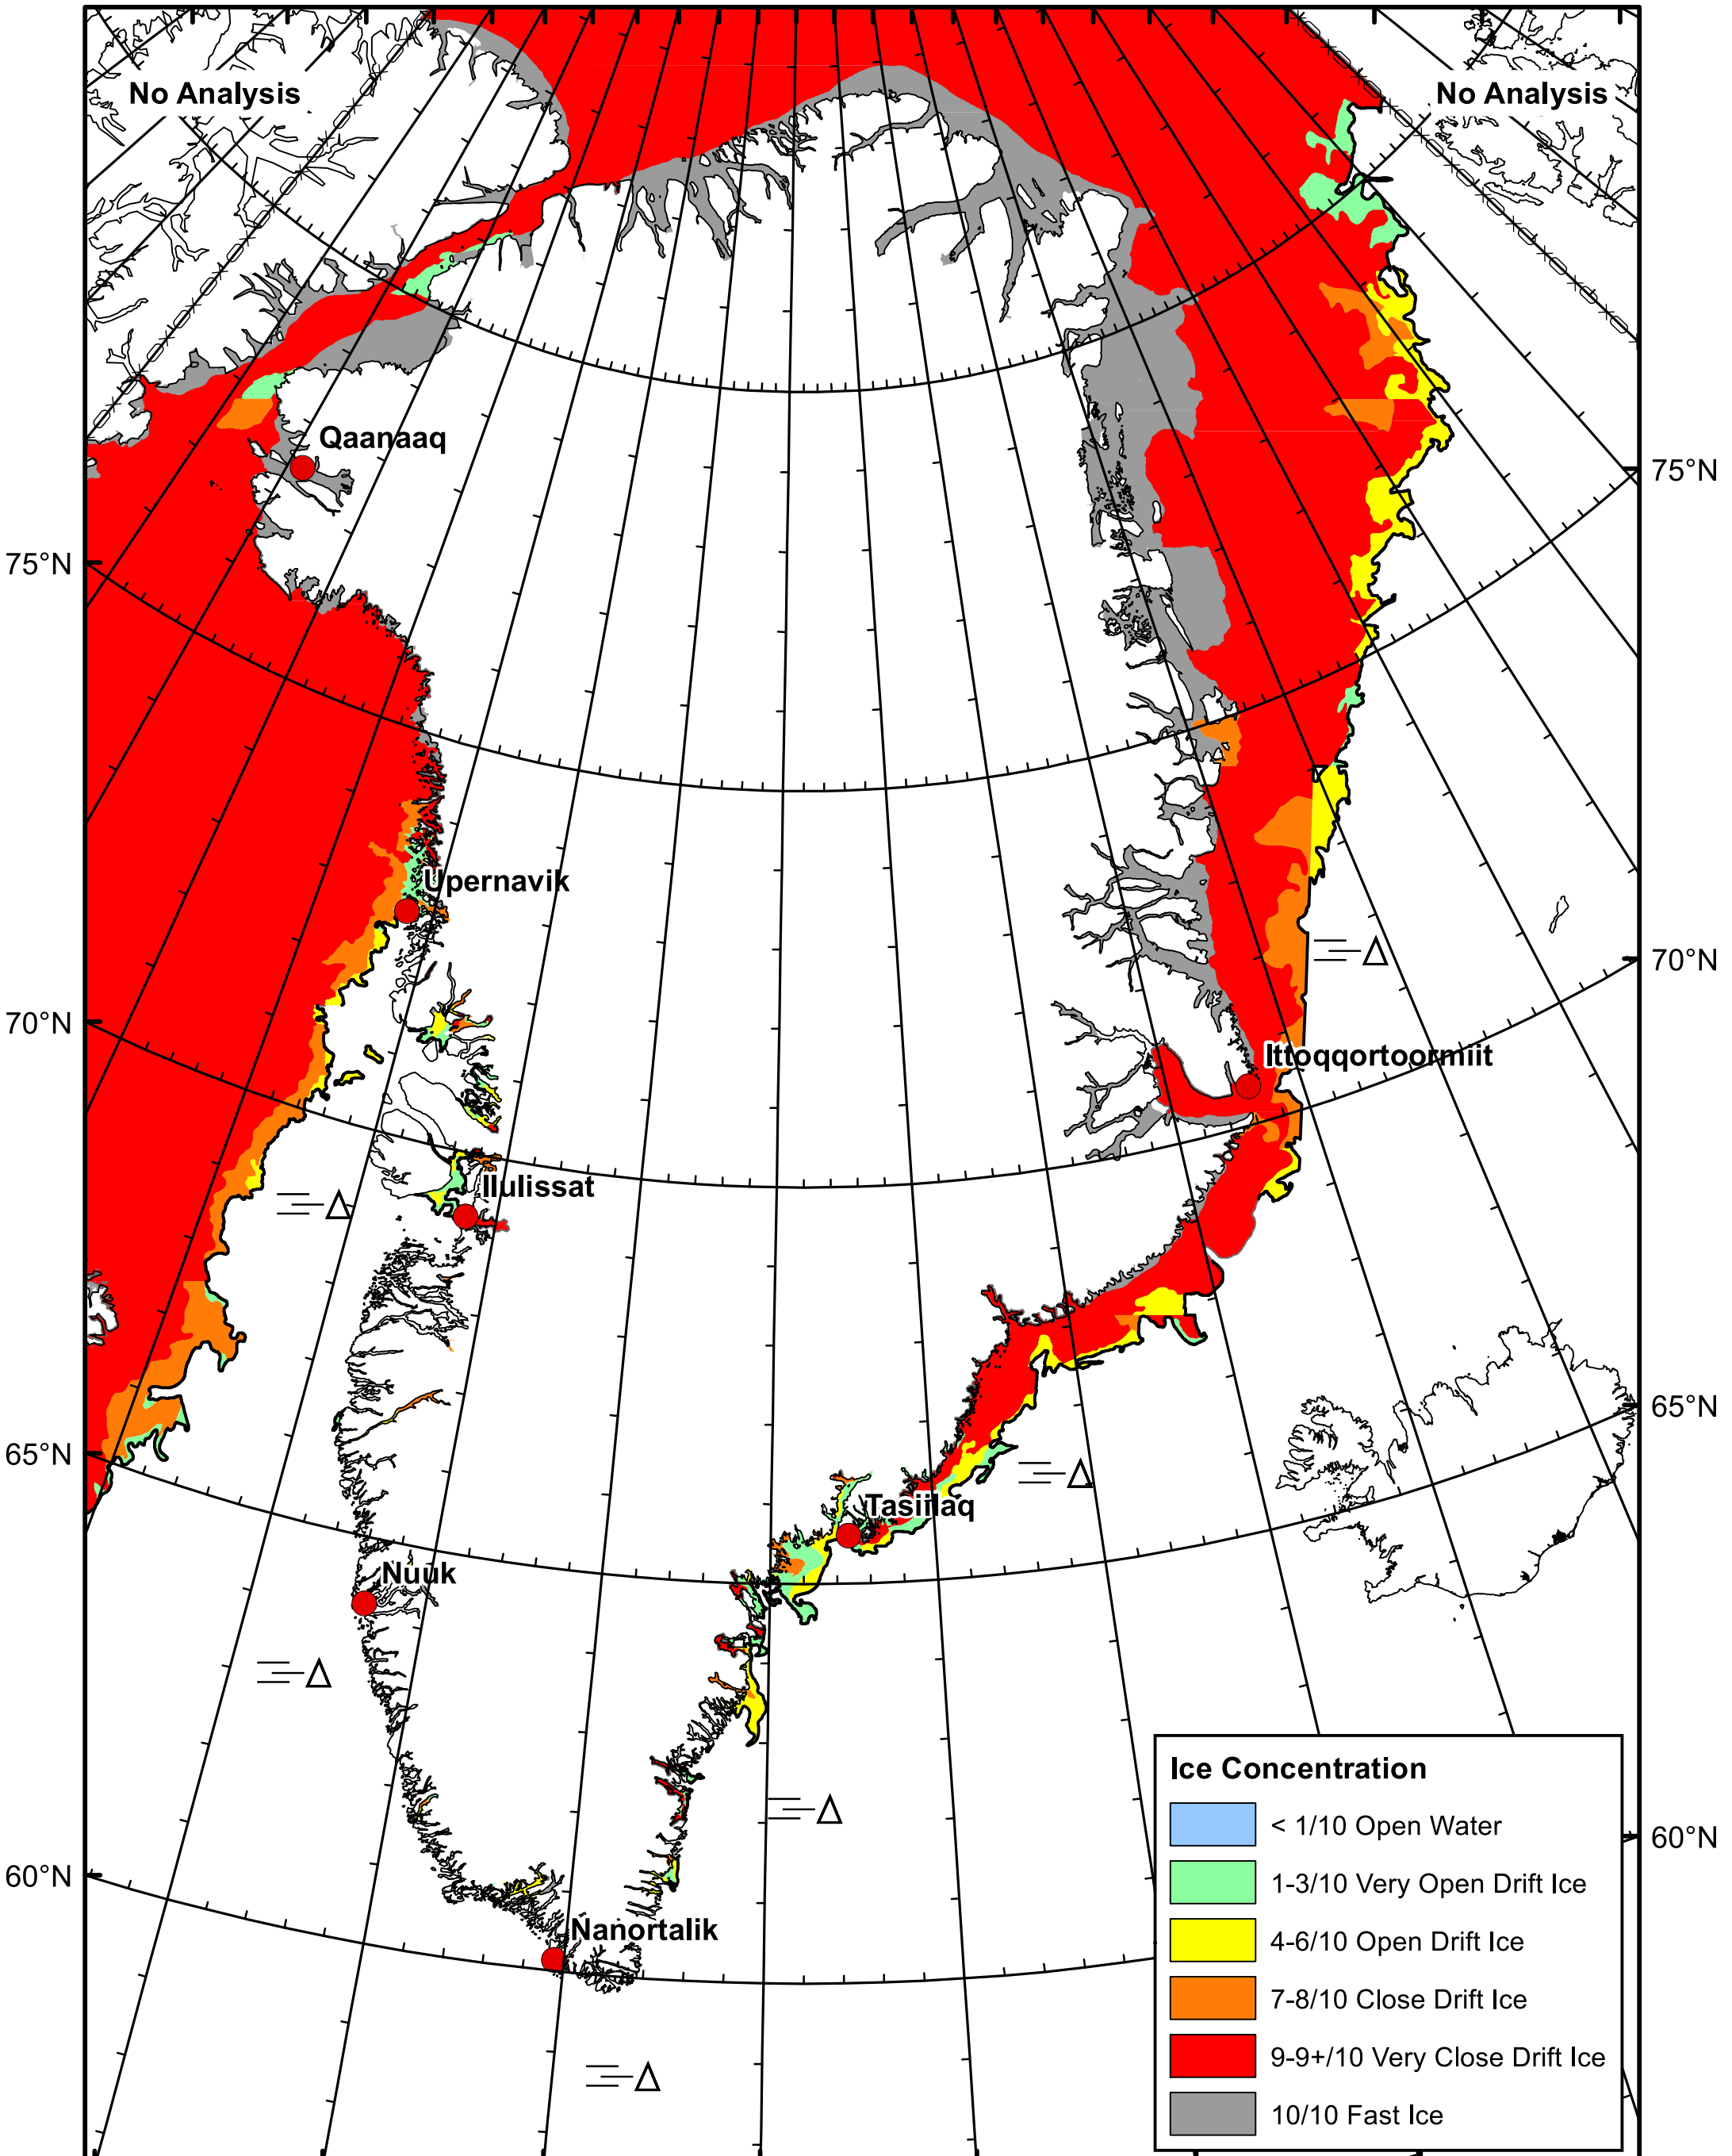 No Analysis
No Analysis
Qaanaaq
75°N
75°N
Upernavik
70°N
70°N
Ittoqqortoormiit
Ilulissat
65°N
65°N
Tasiilaq
Nuuk
60°N
60°N
Nanortalik
Ice Concentration
< 1/10 Open Water
1-3/10 Very Open Drift Ice
4-6/10 Open Drift Ice
7-8/10 Close Drift Ice
9-9+/10 Very Close Drift Ice
10/10 Fast Ice